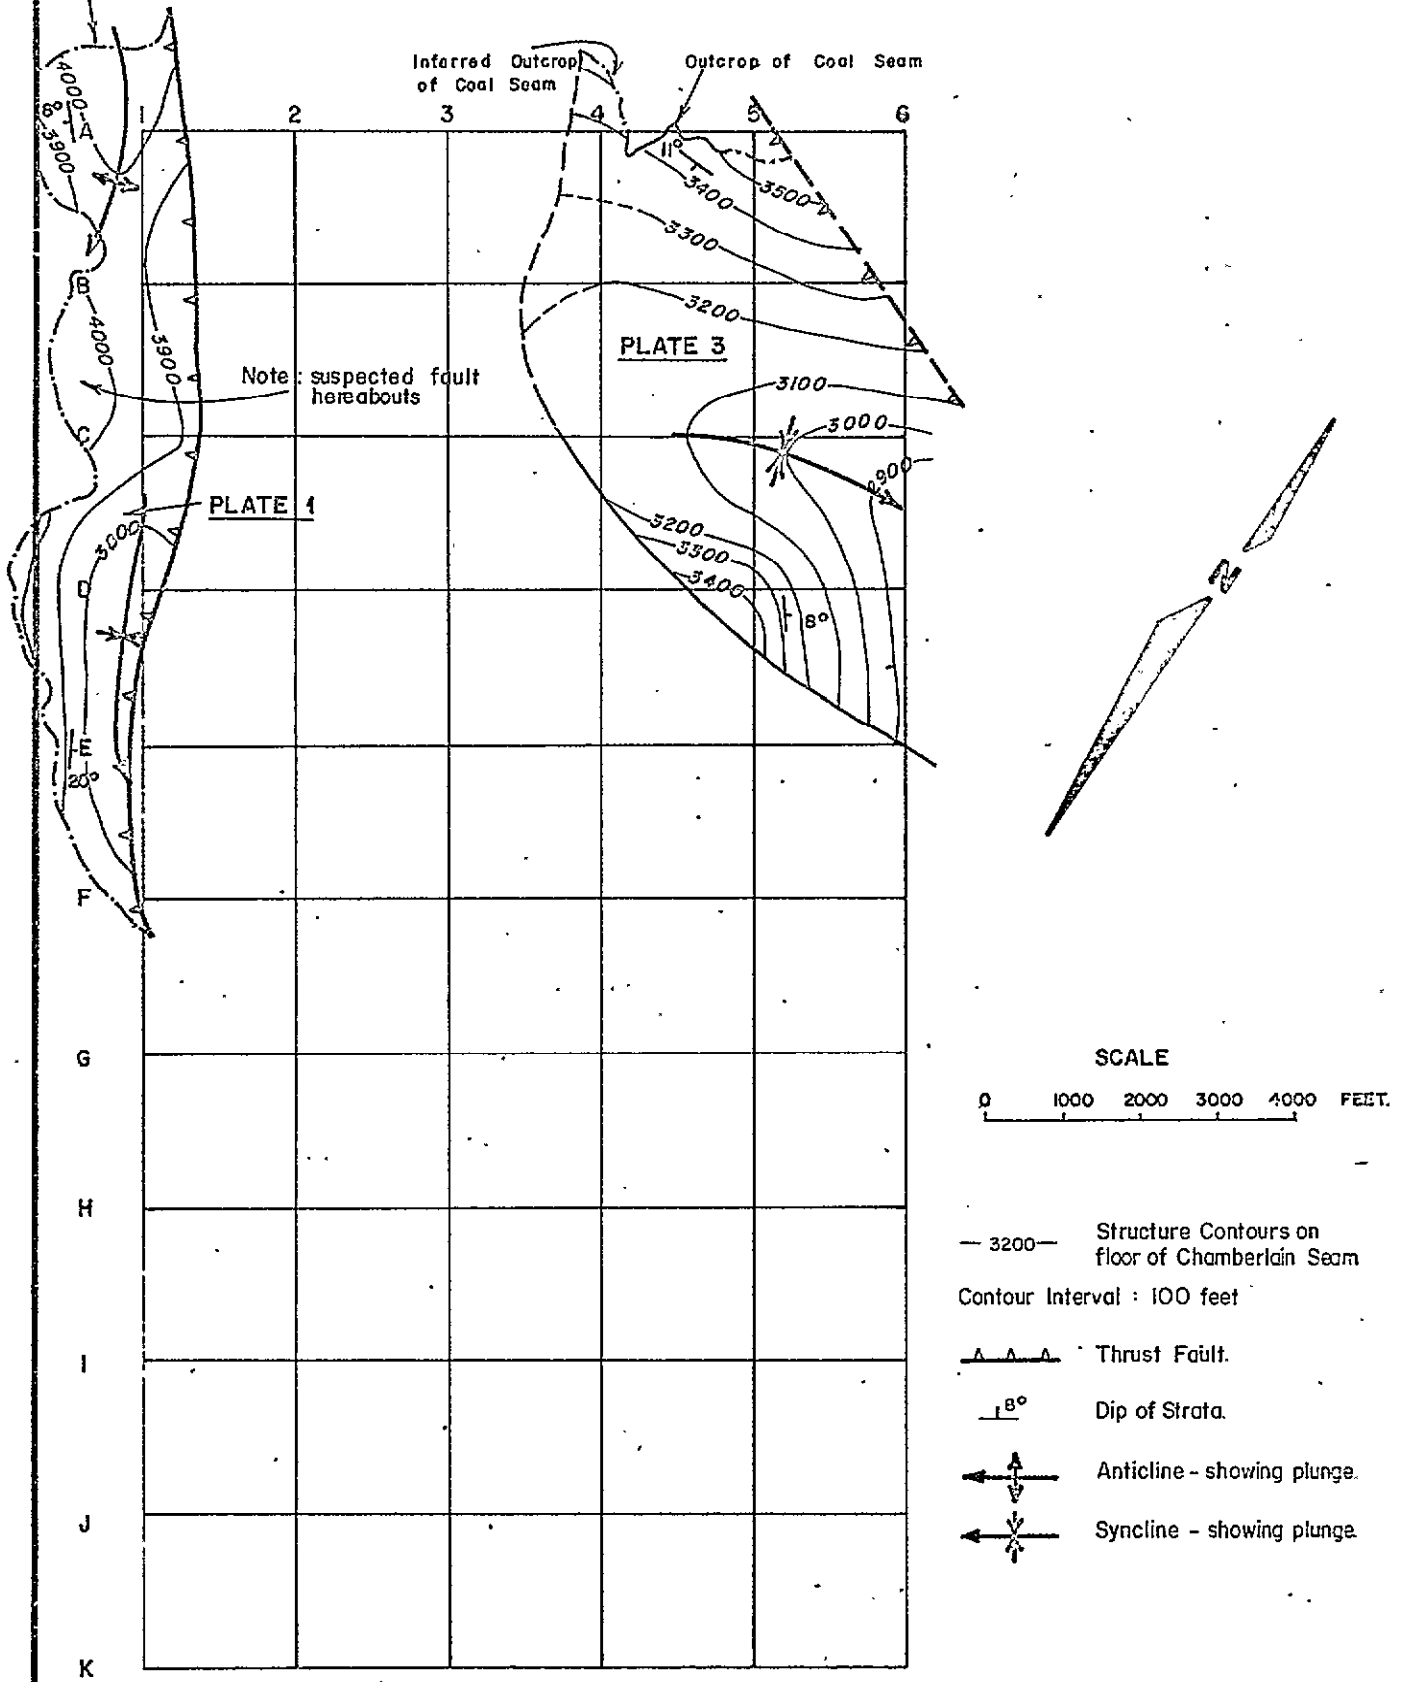 Inferred Outcrop
of Coal Seam
Outcrop of Coal Seam
1 2 3 4 5 6
A
B
C
D
E
F
G
H
I
J
K
4000
8°
3900
4000
3900
Note: suspected fault
hereabouts
PLATE 1
3000
20°
11°
3400
3500
3300
3200
PLATE 3
3100
3000
2900
3200
3300
3400
8°
N
SCALE
0 1000 2000 3000 4000 FEET.
3200
Structure Contours on
floor of Chamberlain Seam
Contour Interval : 100 feet
Thrust Fault.
8°
Dip of Strata.
Anticline - showing plunge.
Syncline - showing plunge